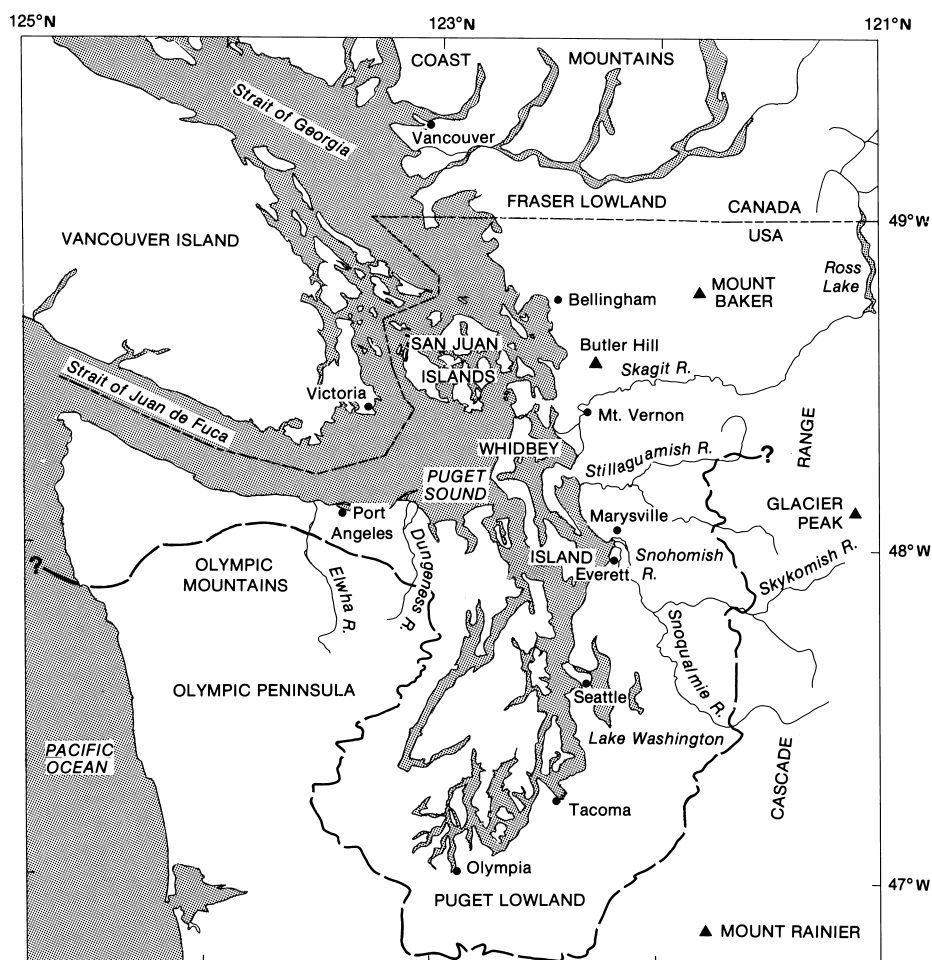 125°N
123°N
121°N
COAST
MOUNTAINS
Strait of Georgia
Vancouver
FRASER LOWLAND
CANADA
49°W
USA
VANCOUVER ISLAND
Ross
Lake
MOUNT
BAKER
Bellingham
SAN JUAN
ISLANDS
Butler Hill
Skagit R.
Strait of Juan de Fuca
Victoria
Mt. Vernon
RANGE
WHIDBEY
Stillaguamish R.
?
PUGET
SOUND
GLACIER
PEAK
Port
Angeles
Marysville
ISLAND
Snohomish
R.
Everett
48°W
Skykomish R.
?
OLYMPIC
MOUNTAINS
Elwha R.
Dungeness R.
Snoqualmie R.
OLYMPIC PENINSULA
Seattle
Lake Washington
PACIFIC
OCEAN
CASCADE
Tacoma
Olympia
47°W
PUGET LOWLAND
MOUNT RAINIER